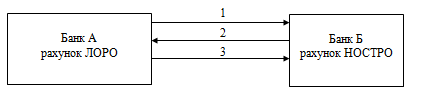 Банк А
рахунок ЛОРО
1
2
3
Банк Б
рахунок НОСТРО